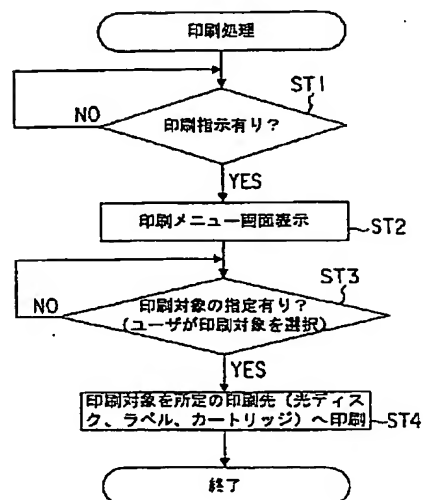 印刷処理
ST1
印刷指示有り？
NO
YES
印刷メニュー画面表示
ST2
ST3
印刷対象の指定有り？
(ユーザが印刷対象を選択)
NO
YES
印刷対象を所定の印刷先（光ディス
ク、ラベル、カートリッジ）へ印刷
ST4
終了